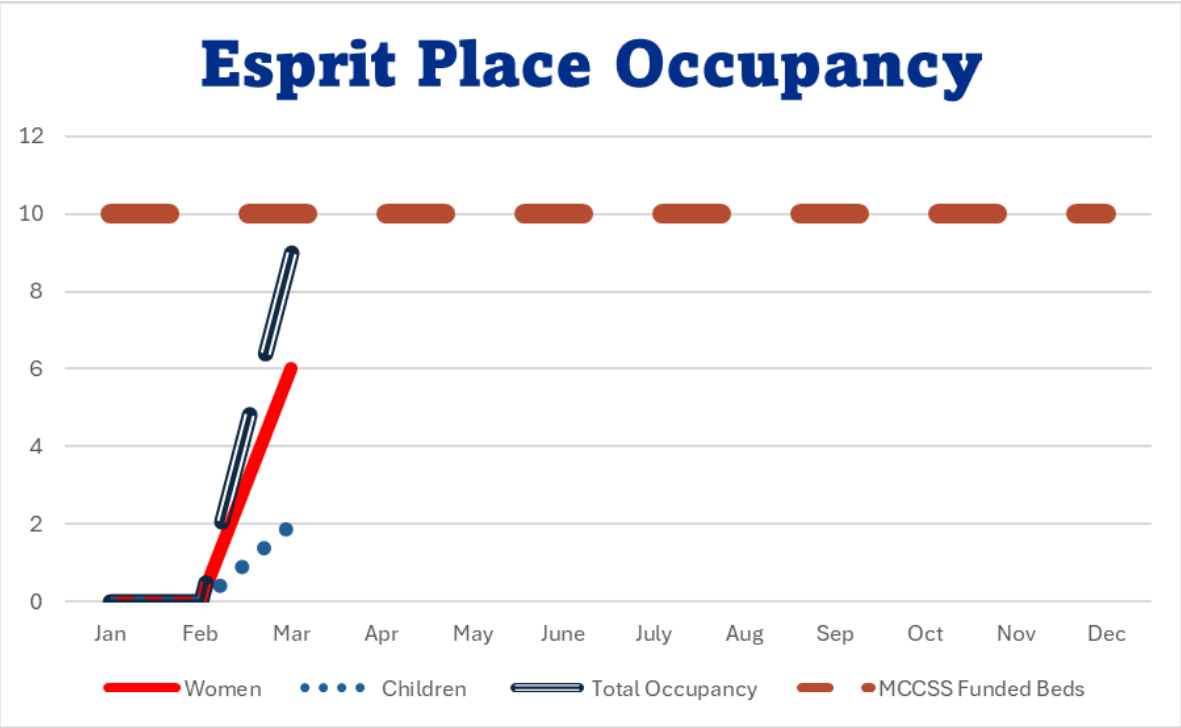 Esprit Place Occupancy
12
10
8
6
4
2
0
Jan Feb Mar Apr May June July Aug Sep Oct Nov Dec
Women Children Total Occupancy MCCSS Funded Beds